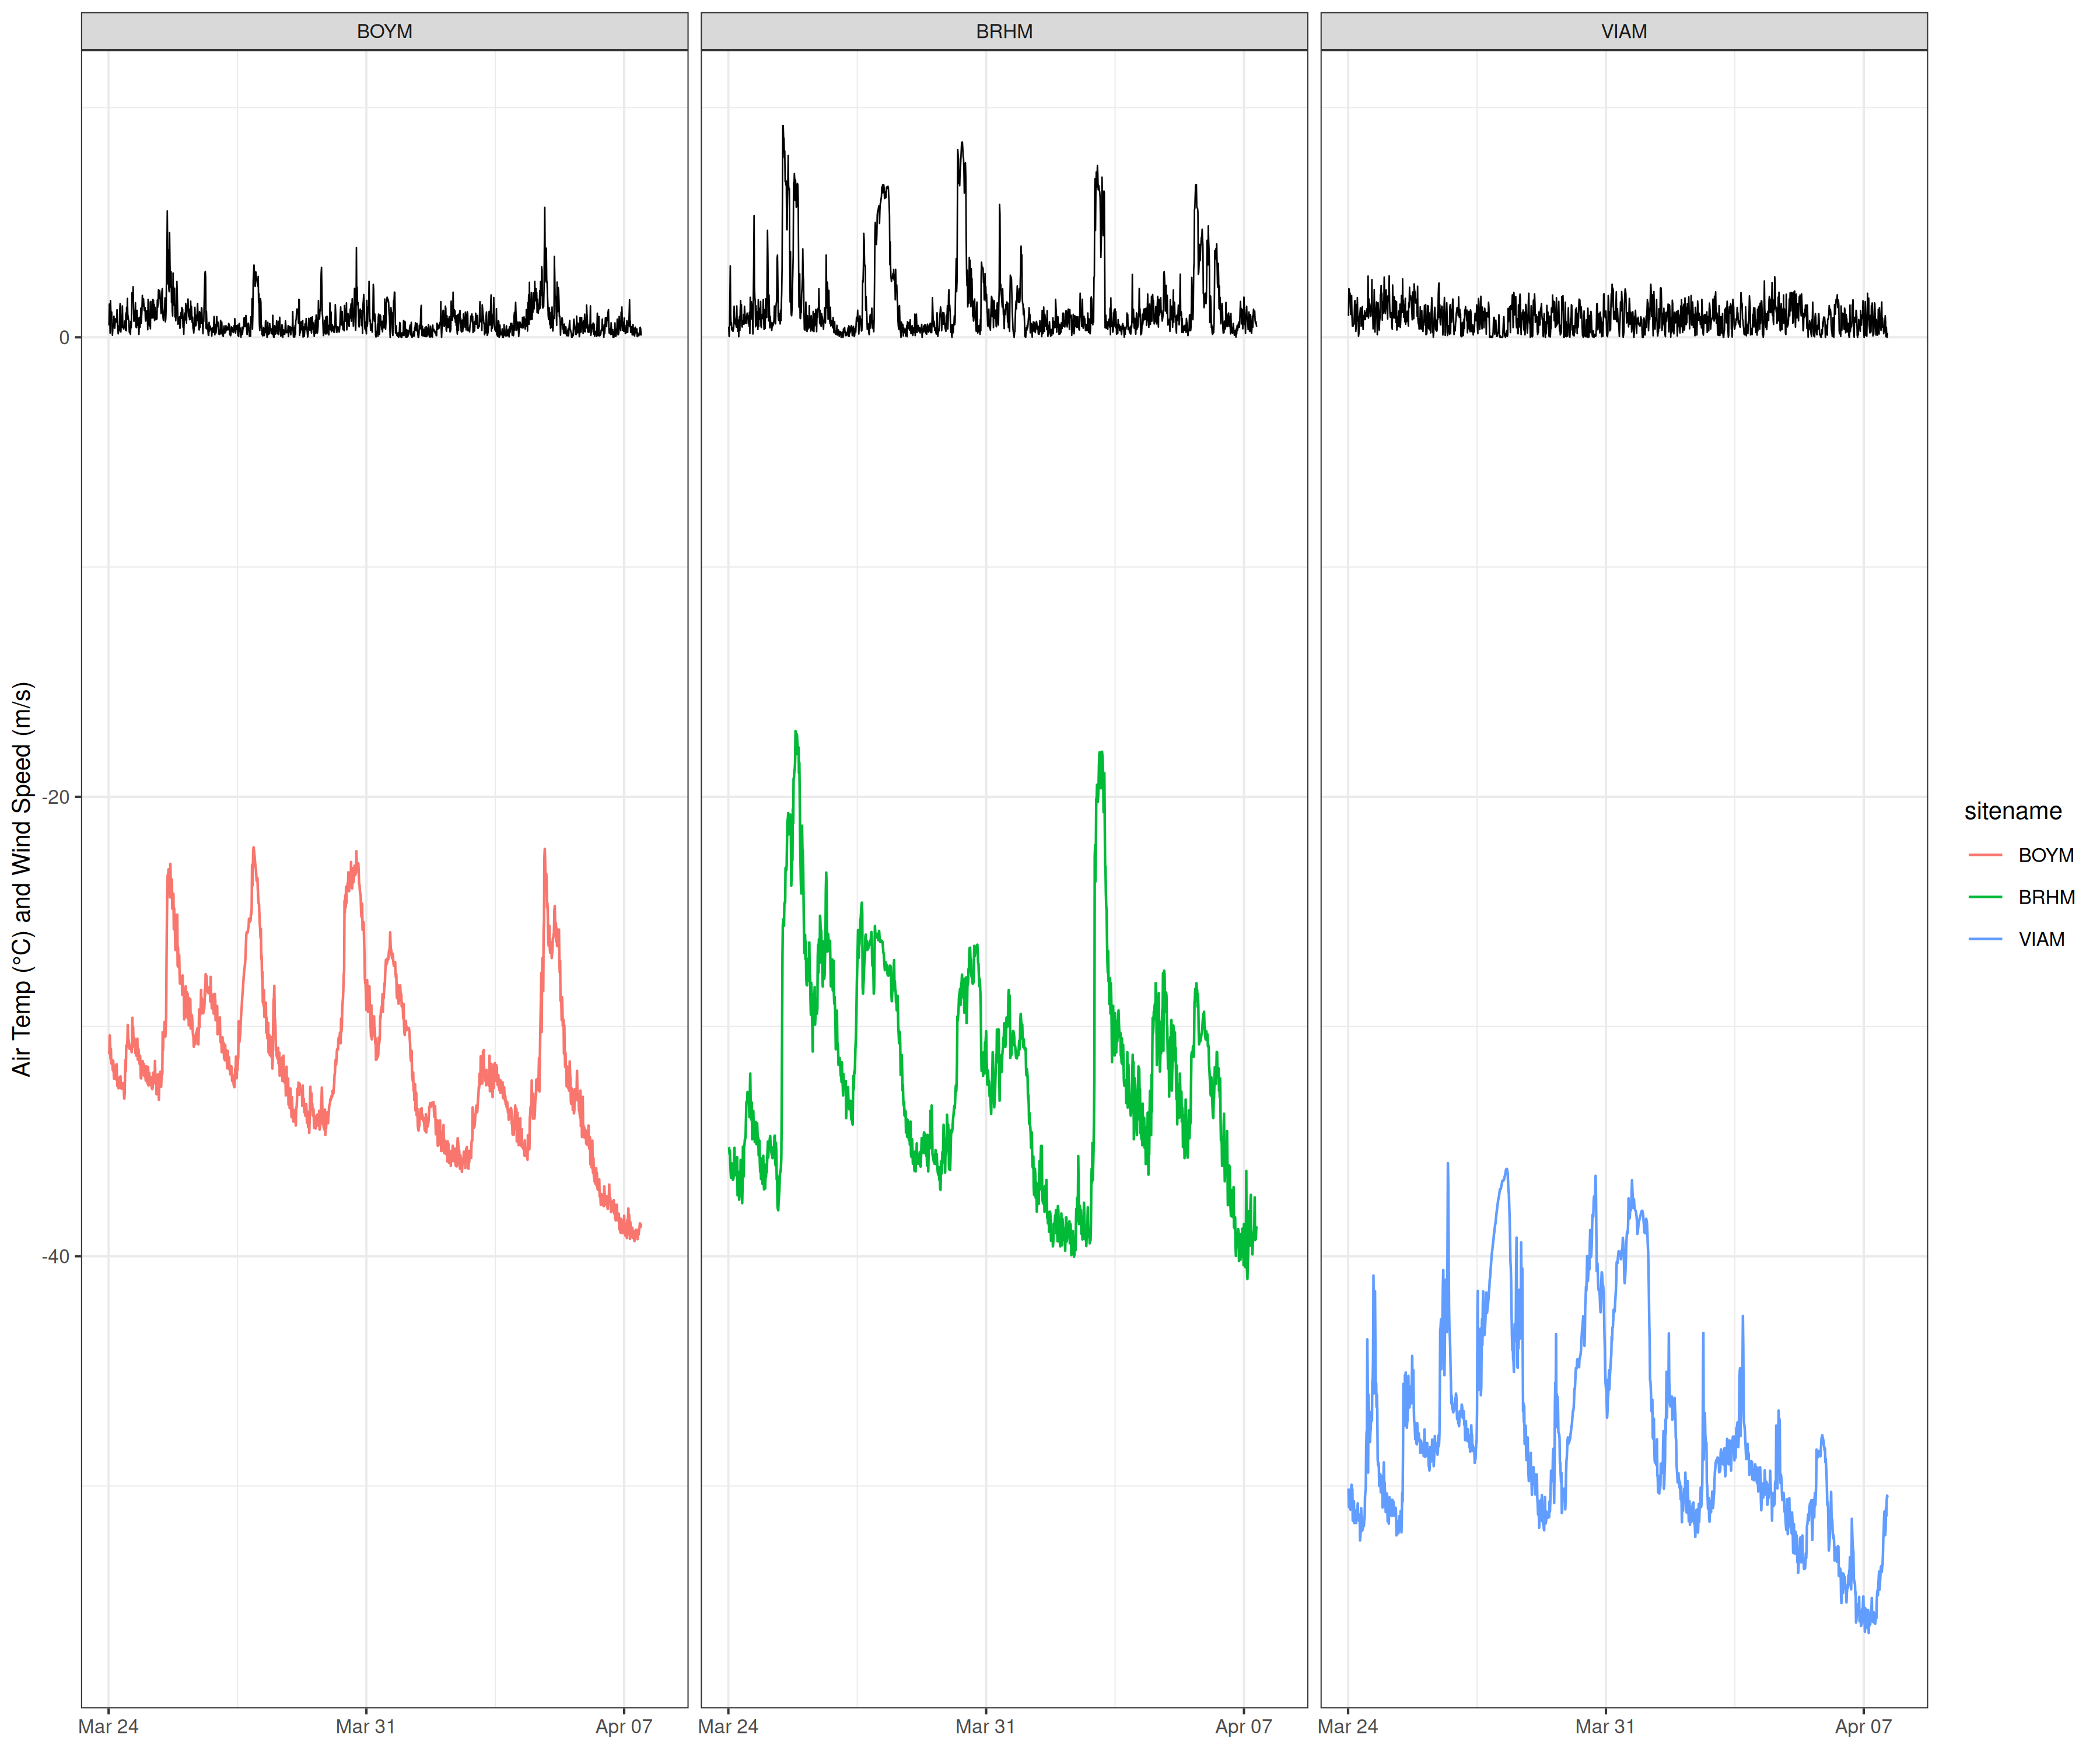 BOYM
BRHM
VIAM
0
-20
-40
Air Temp (°C) and Wind Speed (m/s)
Mar 24
Mar 31
Apr 07
Mar 24
Mar 31
Apr 07
Mar 24
Mar 31
Apr 07
sitename
BOYM
BRHM
VIAM